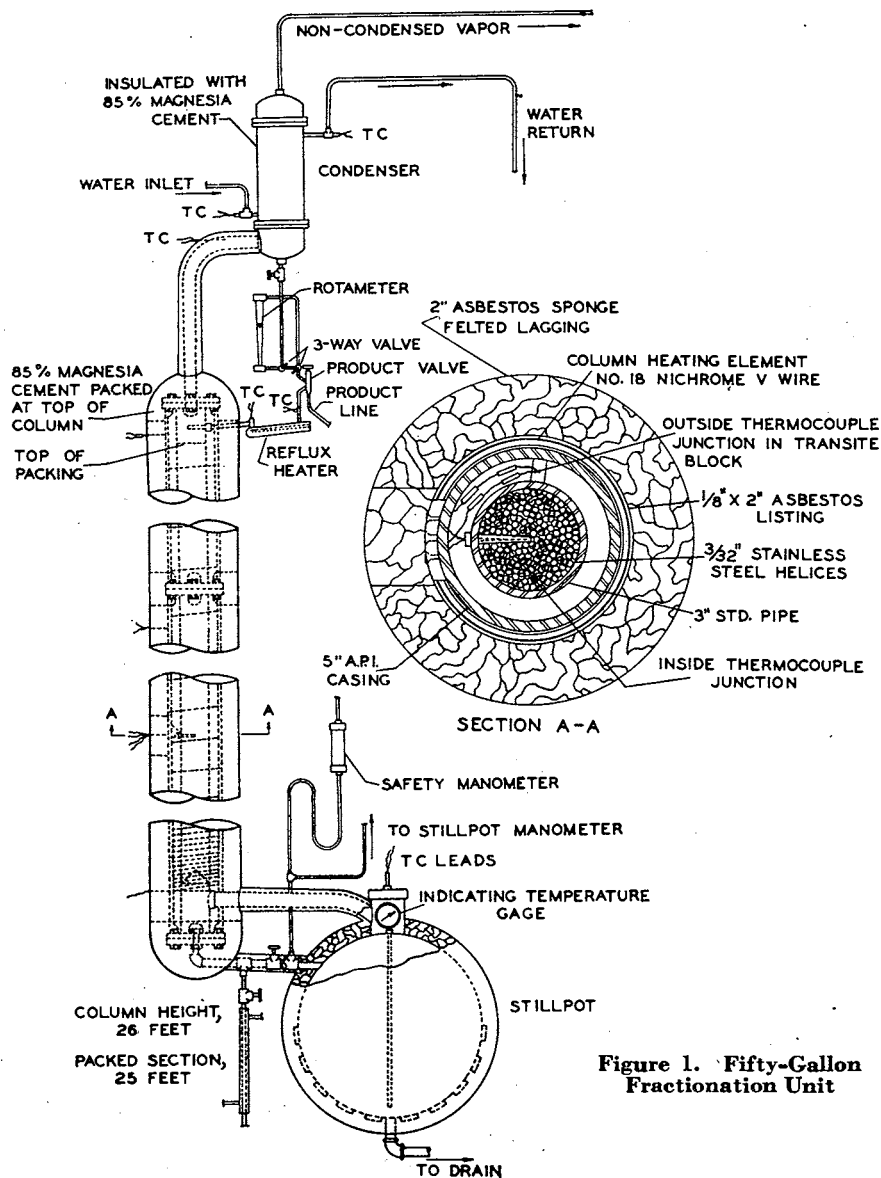 NON-CONDENSED VAPOR
INSULATED WITH
85% MAGNESIA
CEMENT
WATER
RETURN
TC
CONDENSER
WATER INLET
TC
TC
ROTAMETER
3-WAY VALVE
PRODUCT VALVE
PRODUCT
LINE
TC
TC
REFLUX
HEATER
85% MAGNESIA
CEMENT PACKED
AT TOP OF
COLUMN
TOP OF
PACKING
2" ASBESTOS SPONGE
FELTED LAGGING
COLUMN HEATING ELEMENT
NO. 18 NICHROME V WIRE
OUTSIDE THERMOCOUPLE
JUNCTION IN TRANSITE
BLOCK
1/8" X 2" ASBESTOS
LISTING
3/32" STAINLESS
STEEL HELICES
3" STD. PIPE
INSIDE THERMOCOUPLE
JUNCTION
5" A.P.I.
CASING
SECTION A-A
A
A
SAFETY MANOMETER
TO STILLPOT MANOMETER
TC LEADS
INDICATING TEMPERATURE
GAGE
STILLPOT
COLUMN HEIGHT,
26 FEET
PACKED SECTION,
25 FEET
TO DRAIN
Figure 1. Fifty-Gallon
Fractionation Unit